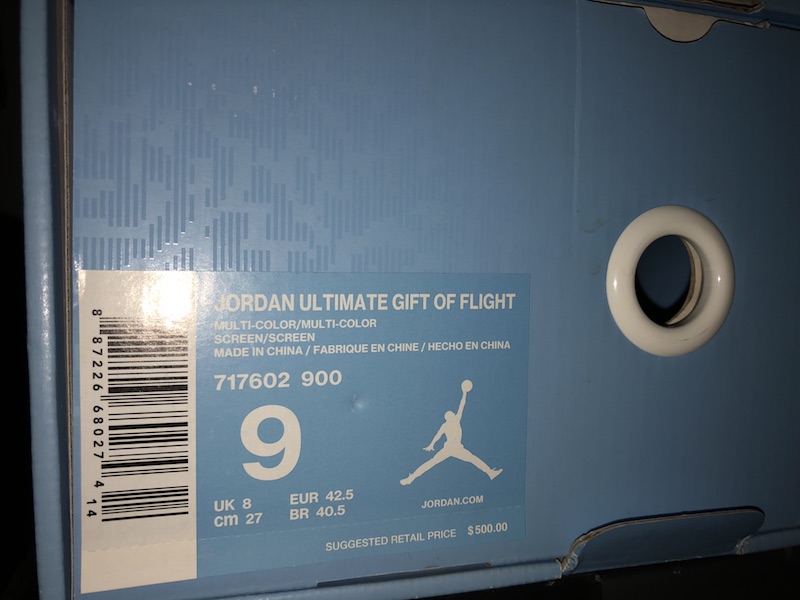 JORDAN ULTIMATE GIFT OF FLIGHT
MULTI-COLOR/MULTI-COLOR
SCREEN/SCREEN
MADE IN CHINA / FABRIQUE EN CHINE / HECHO EN CHINA
717602 900
9
UK 8 EUR 42.5
cm 27 BR 40.5
JORDAN.COM
SUGGESTED RETAIL PRICE $500.00
8 87226 68027 4 14